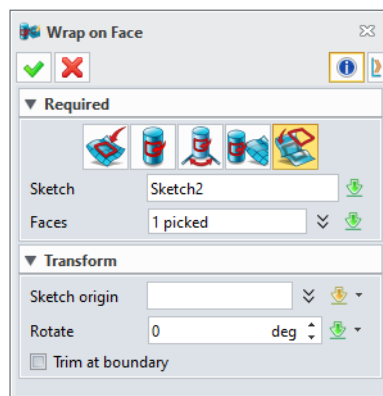 Wrap on Face
Required
Sketch Sketch2
Faces 1 picked
Transform
Sketch origin
Rotate 0 deg
Trim at boundary